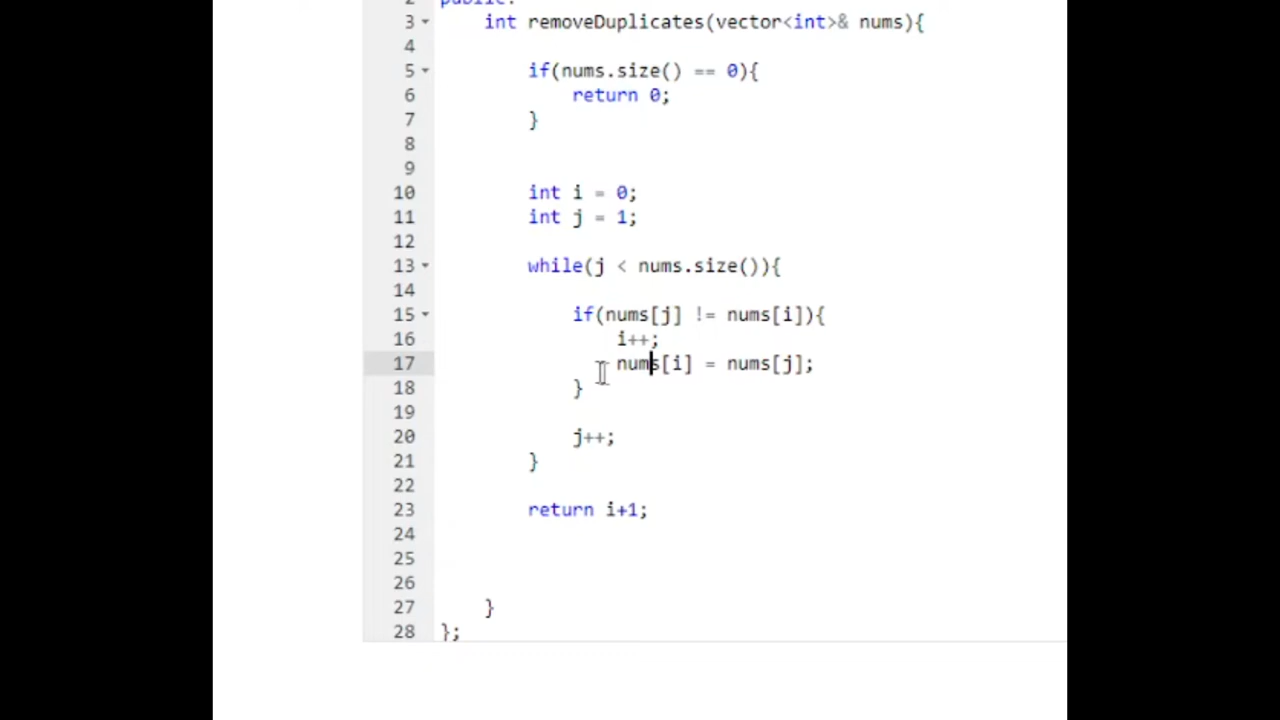 2 public:
3 int removeDuplicates(vector<int>& nums){
4
5 if(nums.size() == 0){
6 return 0;
7 }
8
9
10 int i = 0;
11 int j = 1;
12
13 while(j < nums.size()){
14
15 if(nums[j] != nums[i]){
16 i++;
17 nums[i] = nums[j];
18 }
19
20 j++;
21 }
22
23 return i+1;
24
25
26
27 }
28 };